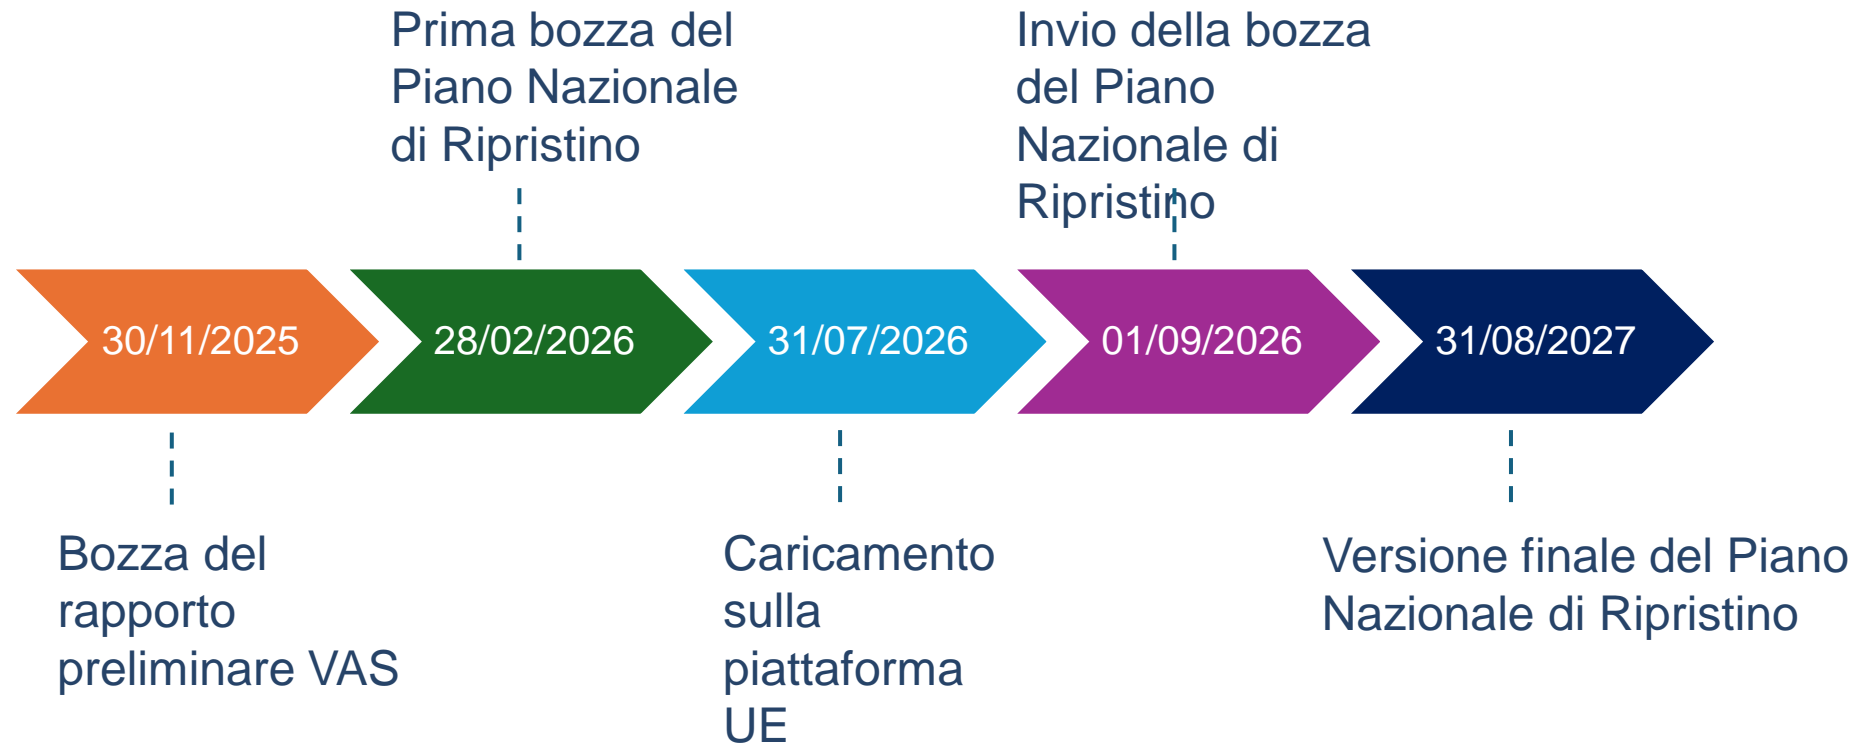 Prima bozza del
Piano Nazionale
di Ripristino
Invio della bozza
del Piano
Nazionale di
Ripristino
30/11/2025
28/02/2026
31/07/2026
01/09/2026
31/08/2027
Bozza del
rapporto
preliminare VAS
Caricamento
sulla
piattaforma
UE
Versione finale del Piano
Nazionale di Ripristino